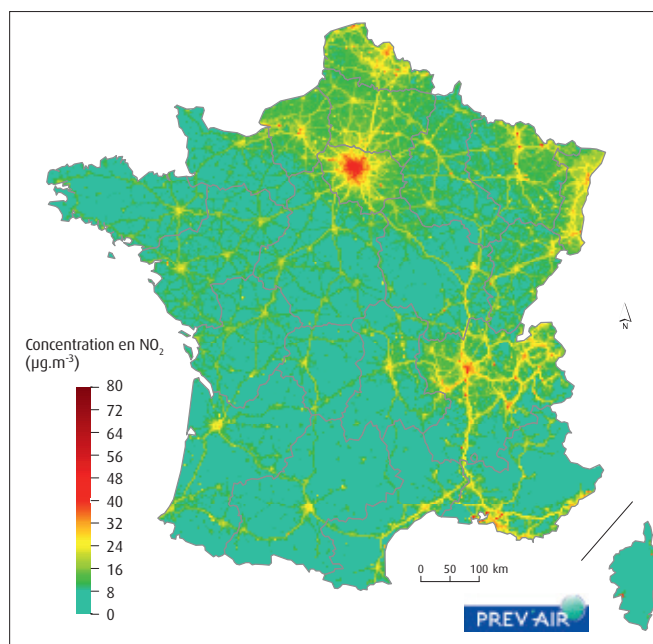 Concentration en NO₂
(µg.m⁻³)
80
72
64
56
48
40
32
24
16
8
0
N
0 50 100 km
PREV'AIR